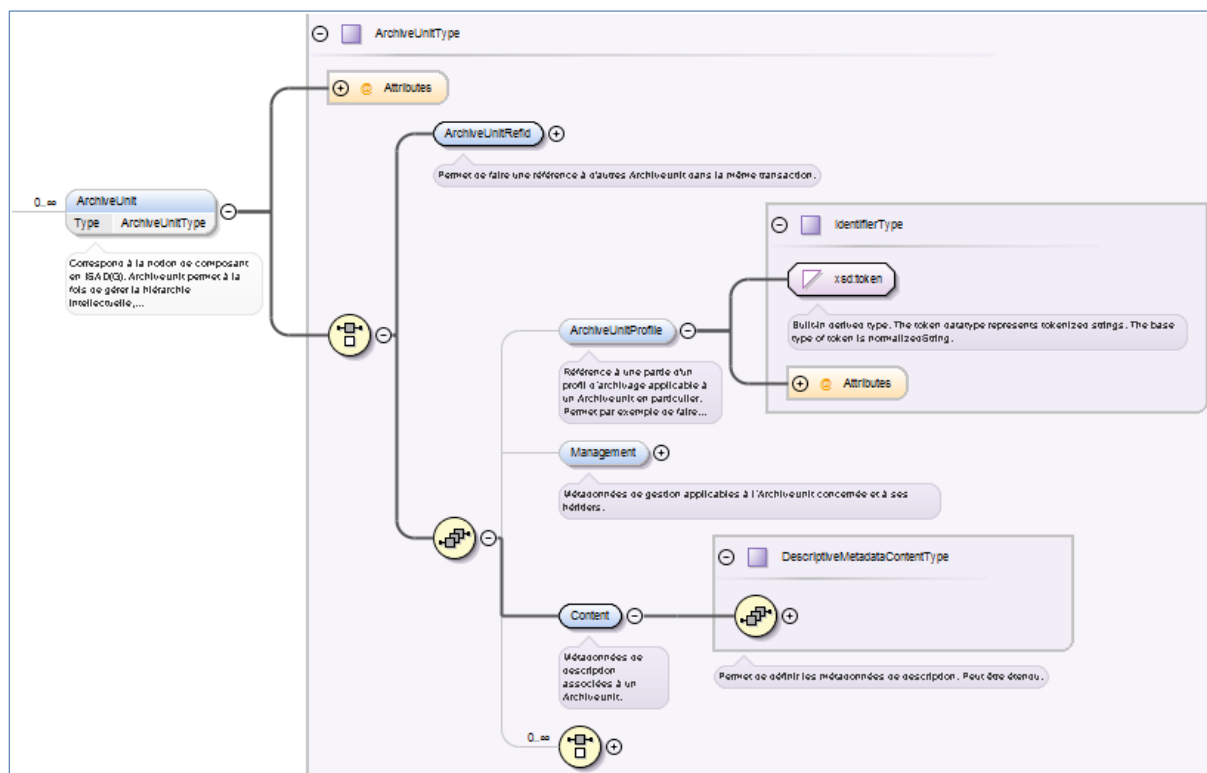 ArchiveUnitType
@ Attributes
ArchiveUnitRefId
Permet de faire une référence à d'autres ArchiveUnit dans la même transaction.
0..∞
ArchiveUnit
Type ArchiveUnitType
Correspond à la notion de composant
en ISAD(G). ArchiveUnit permet à la
fois de gérer la hiérarchie
intellectuelle,...
IdentifierType
xsd:token
Built-in derived type. The token datatype represents tokenized strings. The base
type of token is normalizedString.
@ Attributes
ArchiveUnitProfile
Référence à une partie d'un
profil d'archivage applicable à
un ArchiveUnit en particulier.
Permet par exemple de faire...
Management
Métadonnées de gestion applicables à l'ArchiveUnit concernée et à ses
héritiers.
DescriptiveMetadataContentType
Content
Métadonnées de
description
associées à un
ArchiveUnit.
Permet de définir les métadonnées de description. Peut être étendu.
0..∞